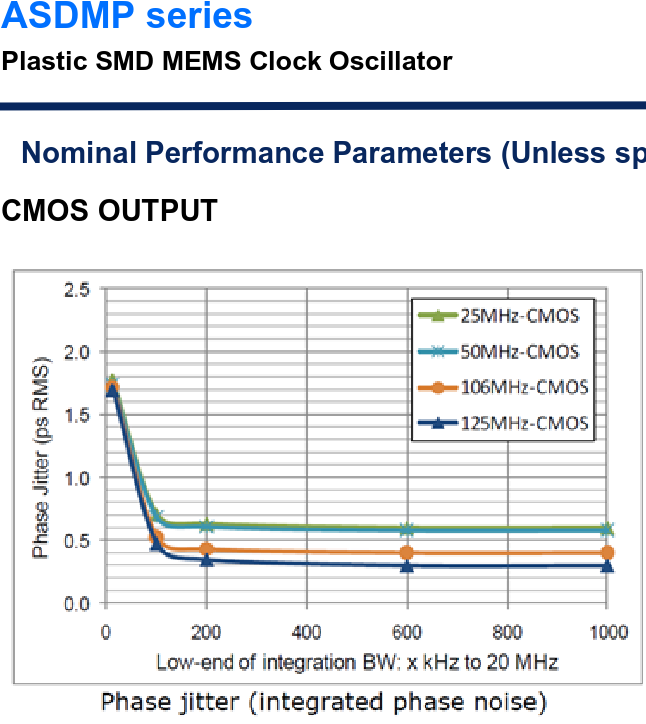 ASDMP series
Plastic SMD MEMS Clock Oscillator
Nominal Performance Parameters (Unless sp
CMOS OUTPUT
2.5
2.0
1.5
1.0
0.5
0.0
Phase Jitter (ps RMS)
25MHz-CMOS
50MHz-CMOS
106MHz-CMOS
125MHz-CMOS
0 200 400 600 800 1000
Low-end of integration BW: x kHz to 20 MHz
Phase jitter (integrated phase noise)